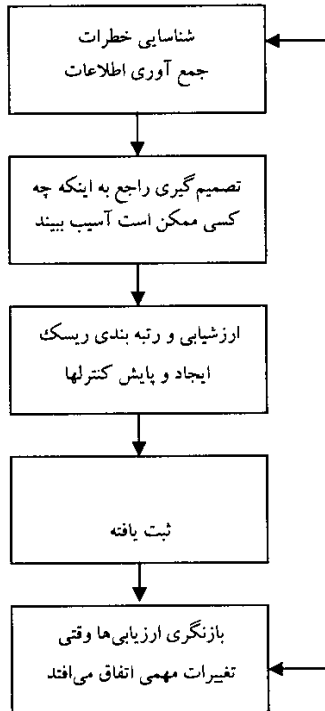 شناسایی خطرات
جمع آوری اطلاعات
تصمیم‌گیری راجع به اینکه چه
کسی ممکن است آسیب ببیند
ارزشیابی و رتبه بندی ریسک
ایجاد و پایش کنترلها
ثبت یافته
بازنگری ارزیابی‌ها وقتی
تغییرات مهمی اتفاق می‌افتد